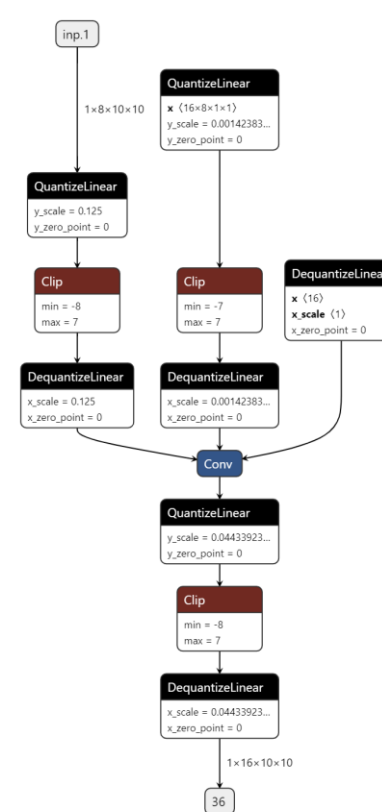 inp.1
1×8×10×10
QuantizeLinear
x ⟨16×8×1×1⟩
y_scale = 0.00142383...
y_zero_point = 0
QuantizeLinear
y_scale = 0.125
y_zero_point = 0
Clip
min = -8
max = 7
Clip
min = -7
max = 7
DequantizeLinear
x ⟨16⟩
x_scale ⟨1⟩
x_zero_point = 0
DequantizeLinear
x_scale = 0.125
x_zero_point = 0
DequantizeLinear
x_scale = 0.00142383...
x_zero_point = 0
Conv
QuantizeLinear
y_scale = 0.04433923...
y_zero_point = 0
Clip
min = -8
max = 7
DequantizeLinear
x_scale = 0.04433923...
x_zero_point = 0
1×16×10×10
36